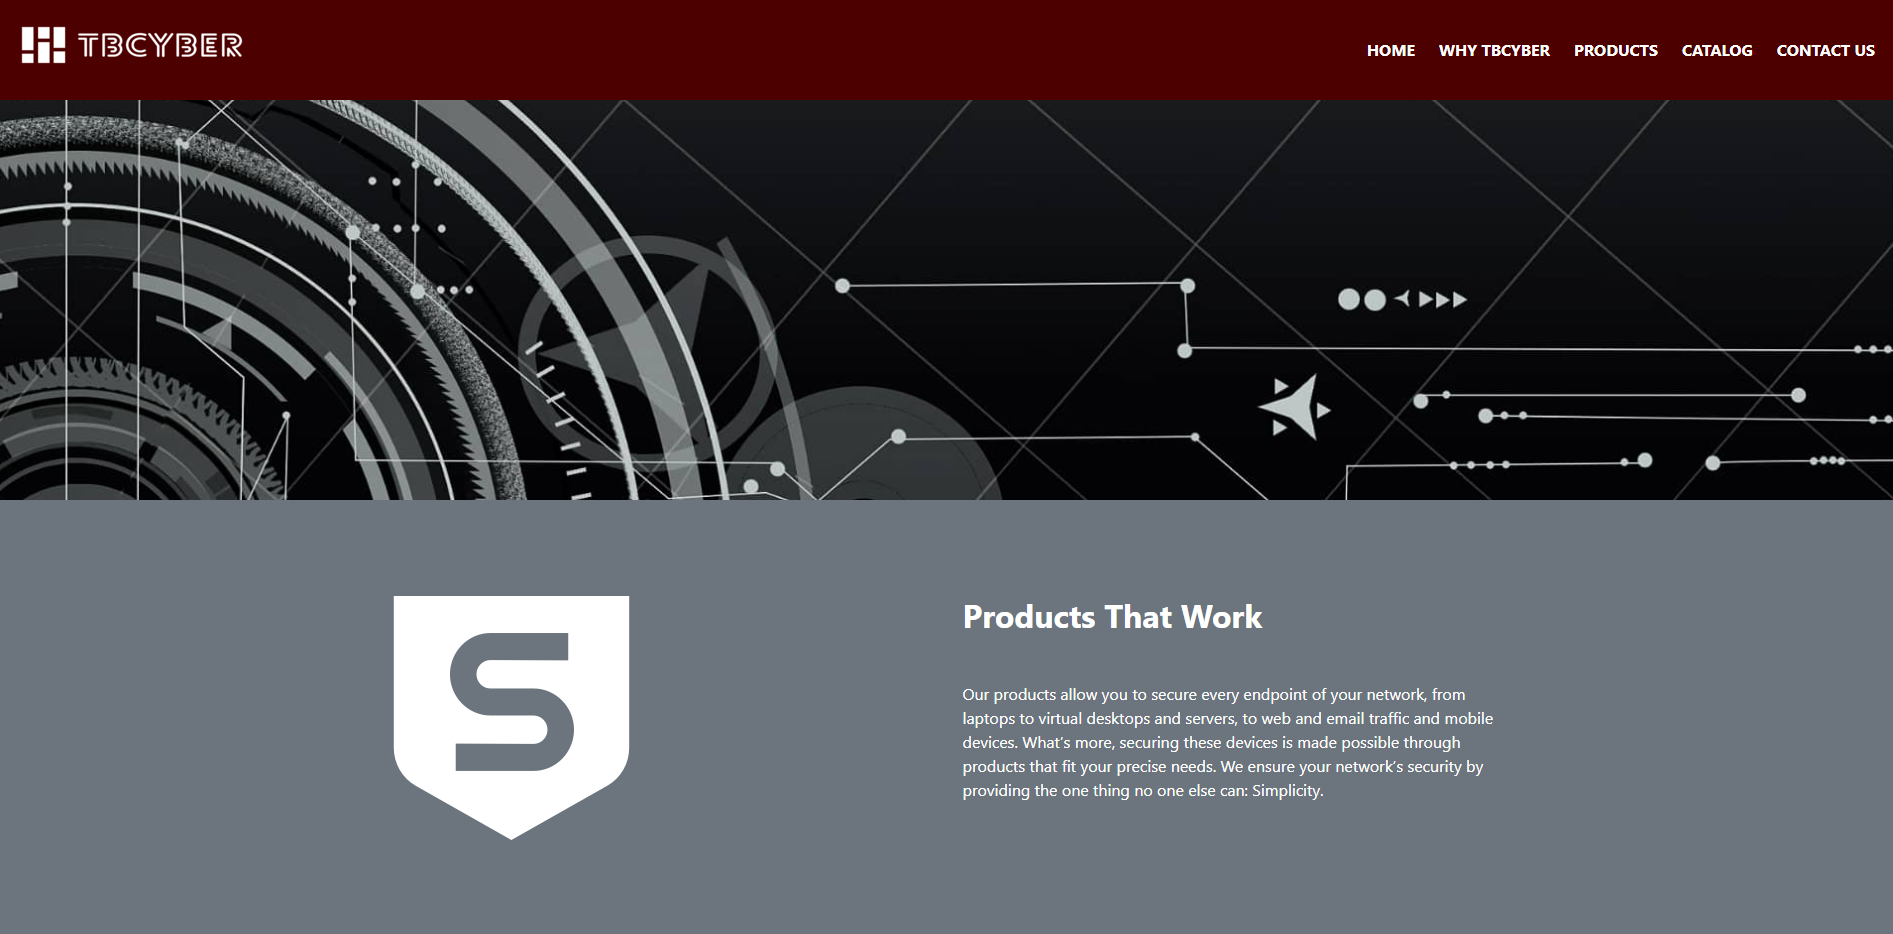 TBCYBER
HOME WHY TBCYBER PRODUCTS CATALOG CONTACT US
S
Products That Work
Our products allow you to secure every endpoint of your network, from
laptops to virtual desktops and servers, to web and email traffic and mobile
devices. What’s more, securing these devices is made possible through
products that fit your precise needs. We ensure your network’s security by
providing the one thing no one else can: Simplicity.